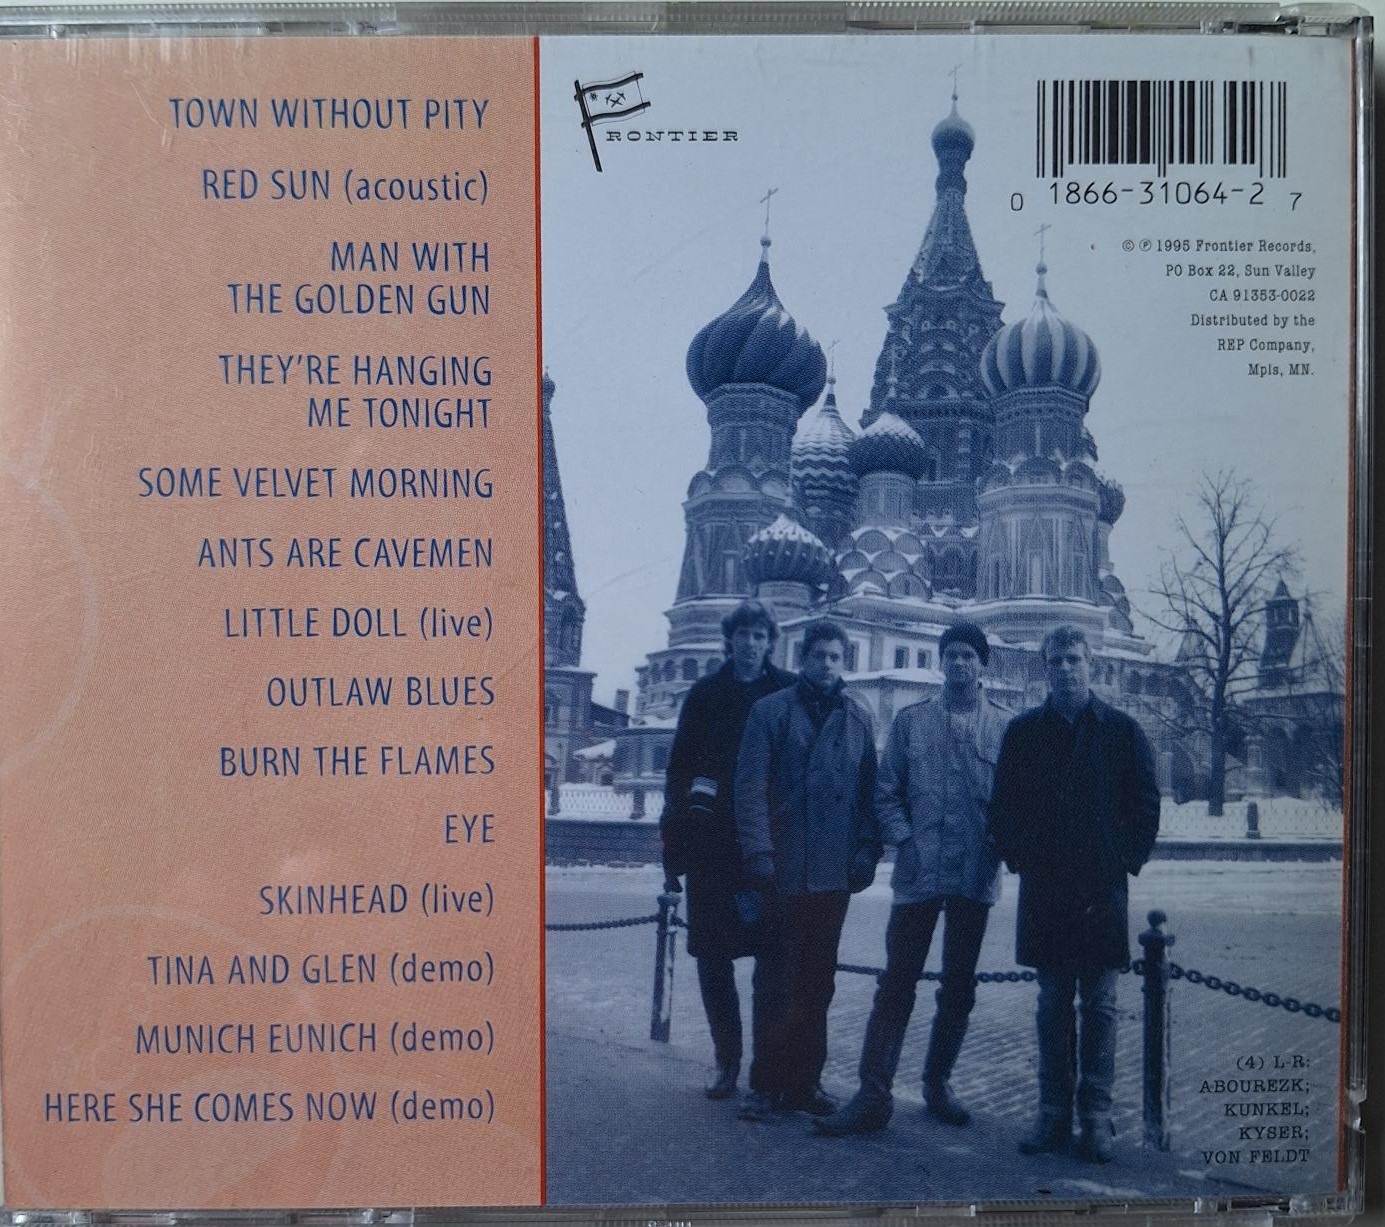 TOWN WITHOUT PITY
RED SUN (acoustic)
MAN WITH
THE GOLDEN GUN
THEY'RE HANGING
ME TONIGHT
SOME VELVET MORNING
ANTS ARE CAVEMEN
LITTLE DOLL (live)
OUTLAW BLUES
BURN THE FLAMES
EYE
SKINHEAD (live)
TINA AND GLEN (demo)
MUNICH EUNICH (demo)
HERE SHE COMES NOW (demo)
FRONTIER
0 1866-31064-2 7
© ℗ 1995 Frontier Records,
PO Box 22, Sun Valley
CA 91353-0022
Distributed by the
REP Company,
Mpls, MN.
(4) L-R:
ABOUREZK;
KUNKEL;
KYSER;
VON FELDT